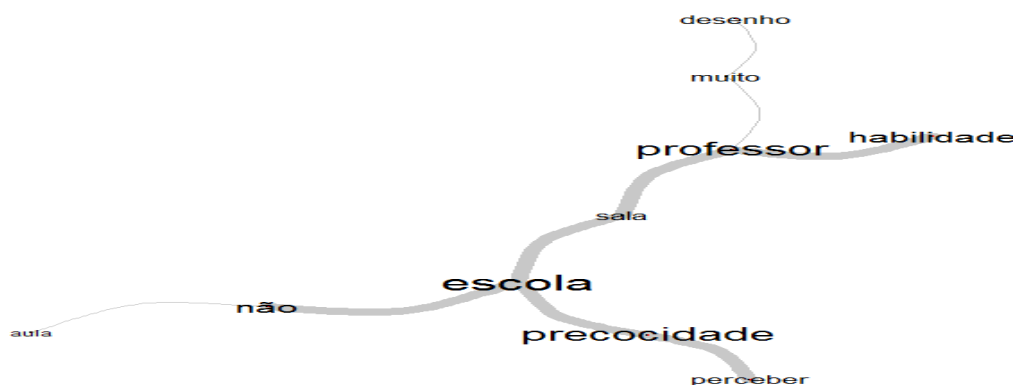 desenho
muito
professor
habilidade
sala
escola
não
aula
precocidade
perceber